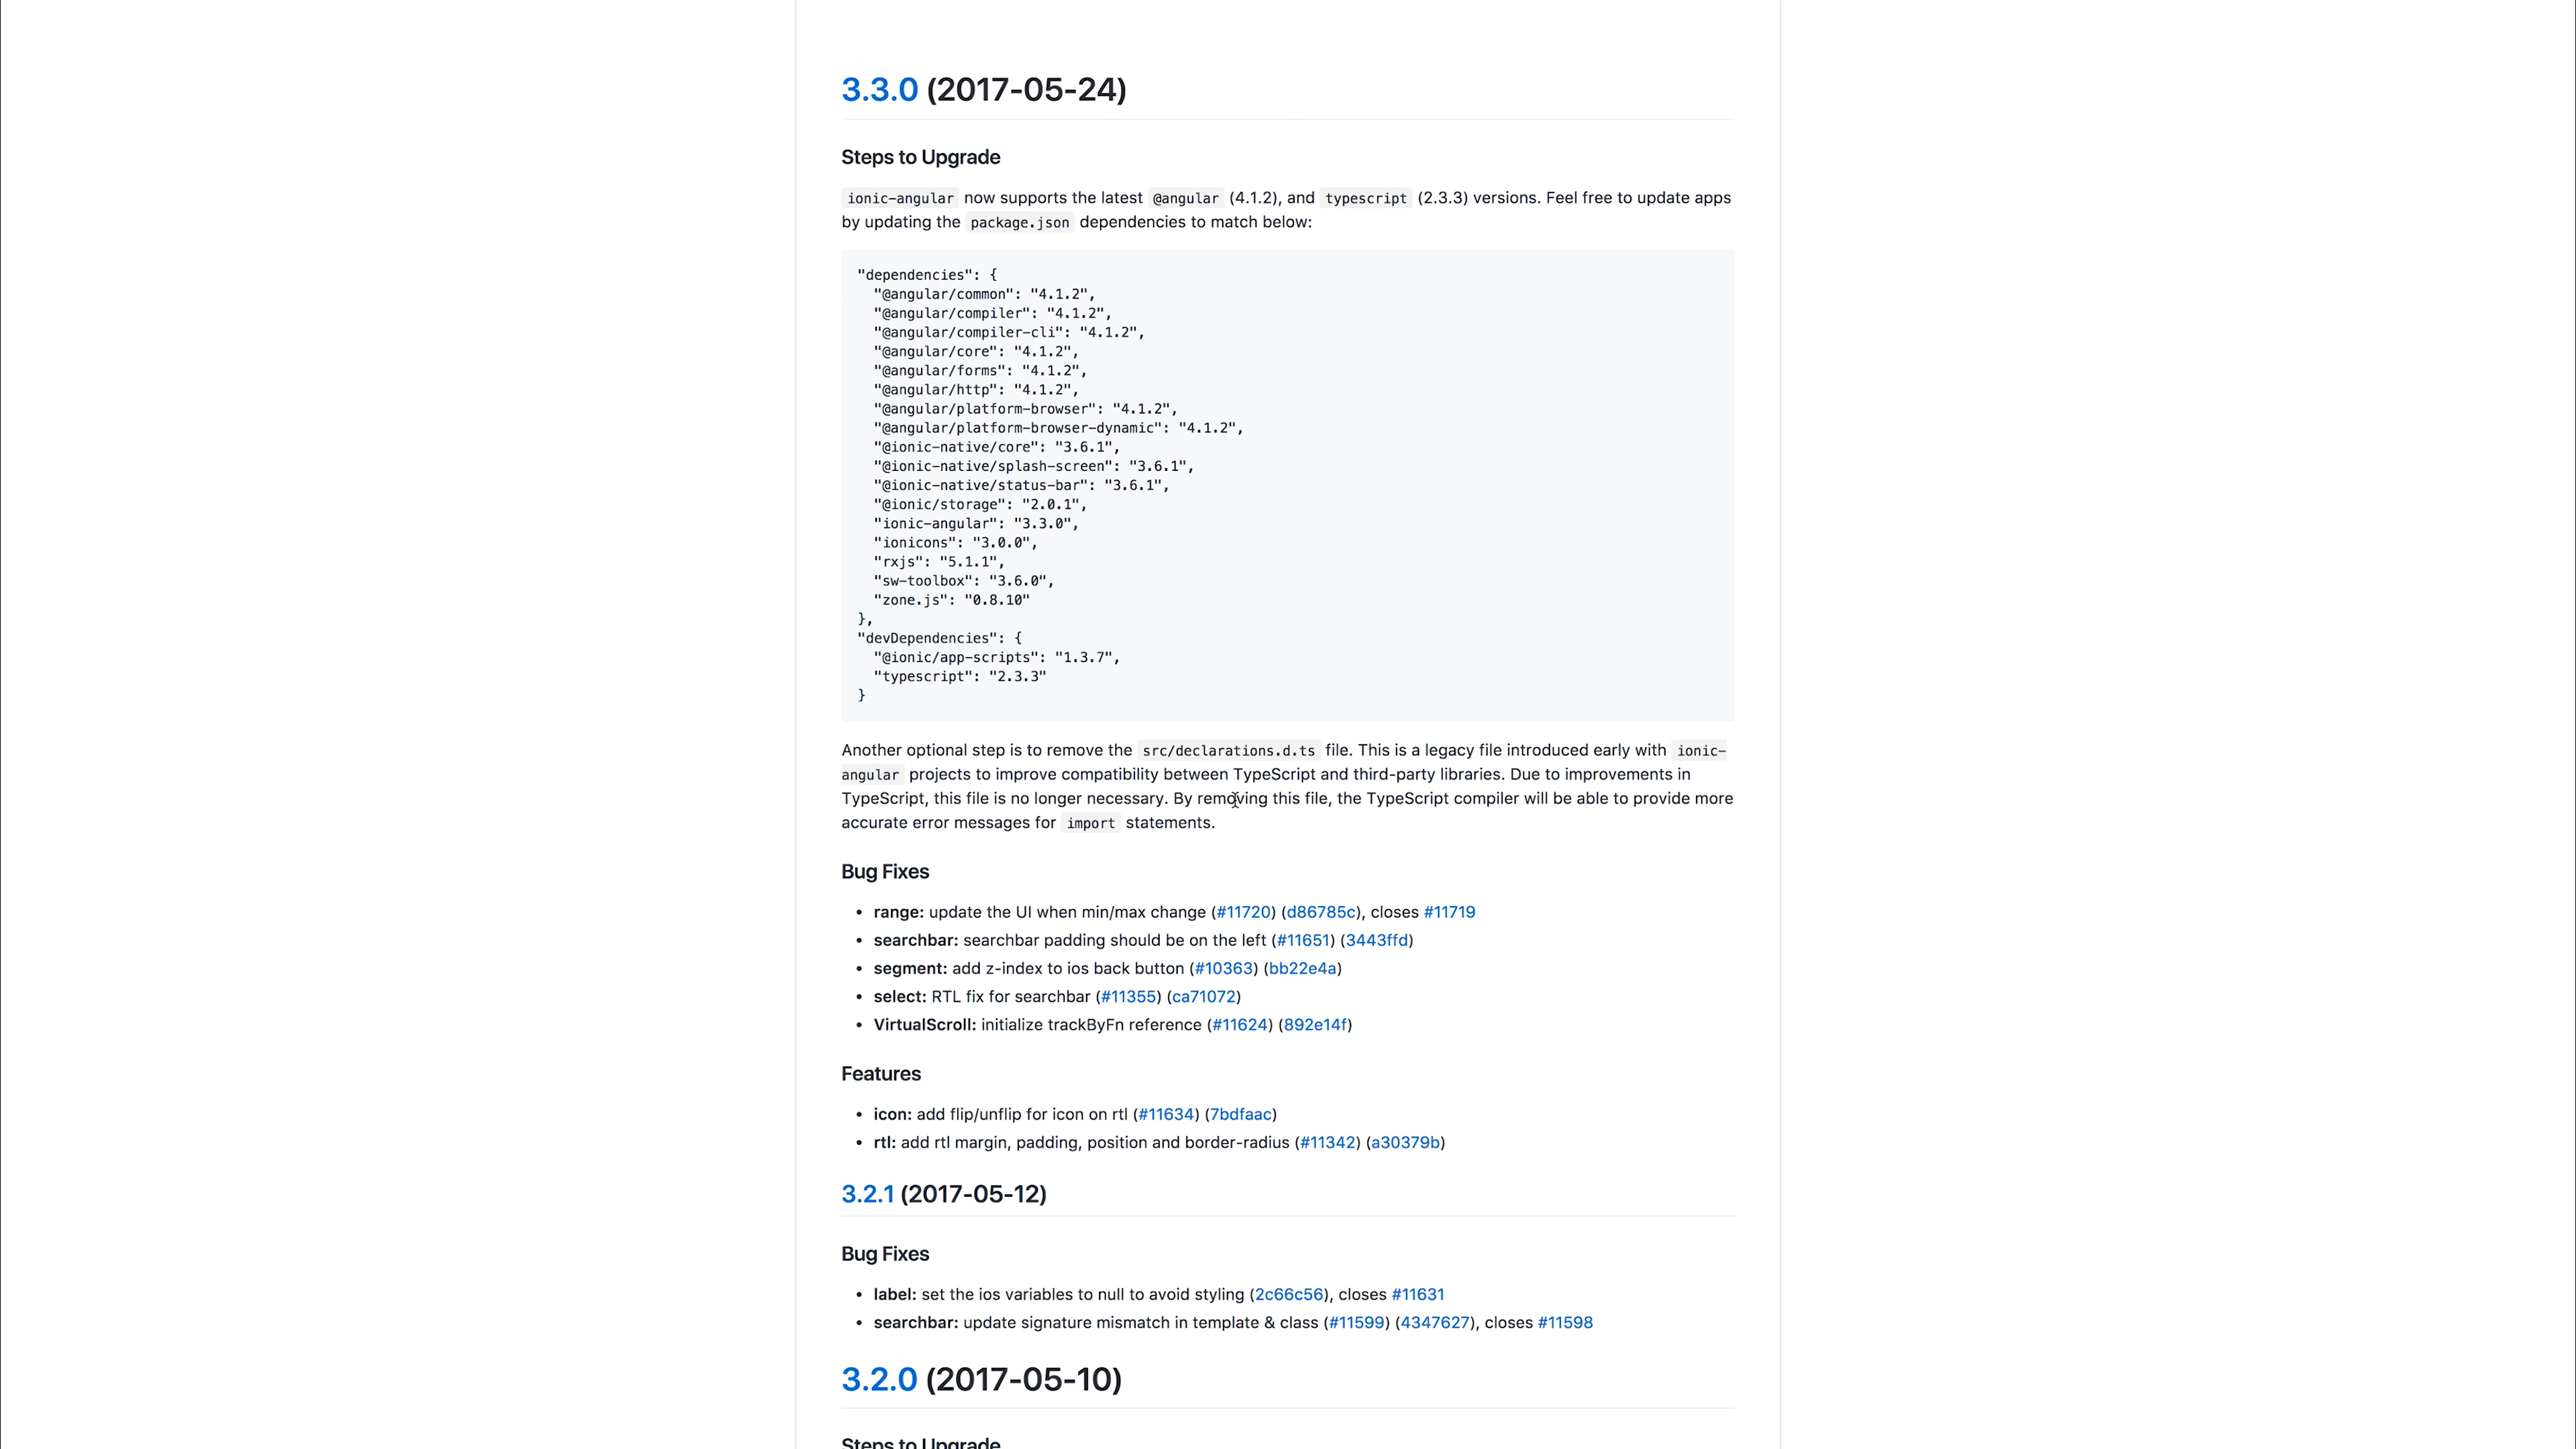 3.3.0 (2017-05-24)
Steps to Upgrade
ionic-angular now supports the latest @angular (4.1.2), and typescript (2.3.3) versions. Feel free to update apps
by updating the package.json dependencies to match below:
"dependencies": {
"@angular/common": "4.1.2",
"@angular/compiler": "4.1.2",
"@angular/compiler-cli": "4.1.2",
"@angular/core": "4.1.2",
"@angular/forms": "4.1.2",
"@angular/http": "4.1.2",
"@angular/platform-browser": "4.1.2",
"@angular/platform-browser-dynamic": "4.1.2",
"@ionic-native/core": "3.6.1",
"@ionic-native/splash-screen": "3.6.1",
"@ionic-native/status-bar": "3.6.1",
"@ionic/storage": "2.0.1",
"ionic-angular": "3.3.0",
"ionicons": "3.0.0",
"rxjs": "5.1.1",
"sw-toolbox": "3.6.0",
"zone.js": "0.8.10"
},
"devDependencies": {
"@ionic/app-scripts": "1.3.7",
"typescript": "2.3.3"
}
Another optional step is to remove the src/declarations.d.ts file. This is a legacy file introduced early with ionic-
angular projects to improve compatibility between TypeScript and third-party libraries. Due to improvements in
TypeScript, this file is no longer necessary. By removing this file, the TypeScript compiler will be able to provide more
accurate error messages for import statements.
Bug Fixes
• range: update the UI when min/max change (#11720) (d86785c), closes #11719
• searchbar: searchbar padding should be on the left (#11651) (3443ffd)
• segment: add z-index to ios back button (#10363) (bb22e4a)
• select: RTL fix for searchbar (#11355) (ca71072)
• VirtualScroll: initialize trackByFn reference (#11624) (892e14f)
Features
• icon: add flip/unflip for icon on rtl (#11634) (7bdfaac)
• rtl: add rtl margin, padding, position and border-radius (#11342) (a30379b)
3.2.1 (2017-05-12)
Bug Fixes
• label: set the ios variables to null to avoid styling (2c66c56), closes #11631
• searchbar: update signature mismatch in template & class (#11599) (4347627), closes #11598
3.2.0 (2017-05-10)
Steps to Upgrade